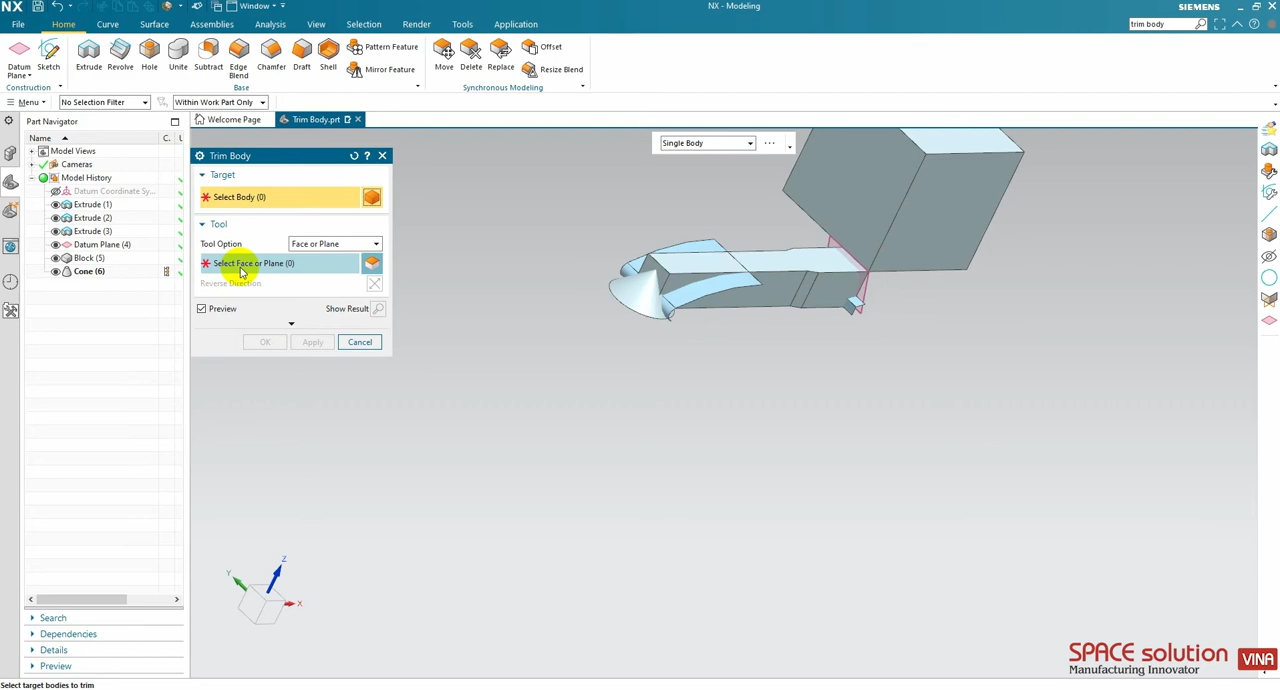 NX
Window
NX - Modeling
SIEMENS
File
Home
Curve
Surface
Assemblies
Analysis
View
Selection
Render
Tools
Application
trim body
Datum Plane
Sketch
Extrude
Revolve
Hole
Unite
Subtract
Edge Blend
Chamfer
Draft
Shell
Pattern Feature
Mirror Feature
Move
Delete
Replace
Offset
Resize Blend
Construction
Base
Synchronous Modeling
Menu
No Selection Filter
Within Work Part Only
Part Navigator
Welcome Page
Trim Body.prt
Name
C.
Model Views
Cameras
Model History
Datum Coordinate Sy...
Extrude (1)
Extrude (2)
Extrude (3)
Datum Plane (4)
Block (5)
Cone (6)
Trim Body
Target
Select Body (0)
Tool
Tool Option
Face or Plane
Select Face or Plane (0)
Reverse Direction
Preview
Show Result
OK
Apply
Cancel
Single Body
Z
Y
X
Search
Dependencies
Details
Preview
SPACE solution
Manufacturing Innovator
VINA
Select target bodies to trim